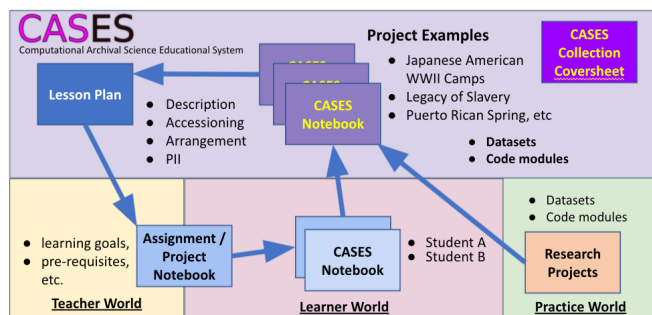 CASES
Computational Archival Science Educational System
Project Examples
● Japanese American
WWII Camps
● Legacy of Slavery
● Puerto Rican Spring, etc
● Datasets
● Code modules
CASES
Collection
Coversheet
Lesson Plan
● Description
● Accessioning
● Arrangement
● PII
CASES
Notebook
● learning goals,
● pre-requisites,
etc.
Assignment /
Project
Notebook
Teacher World
CASES
Notebook
● Student A
● Student B
Learner World
● Datasets
● Code modules
Research
Projects
Practice World